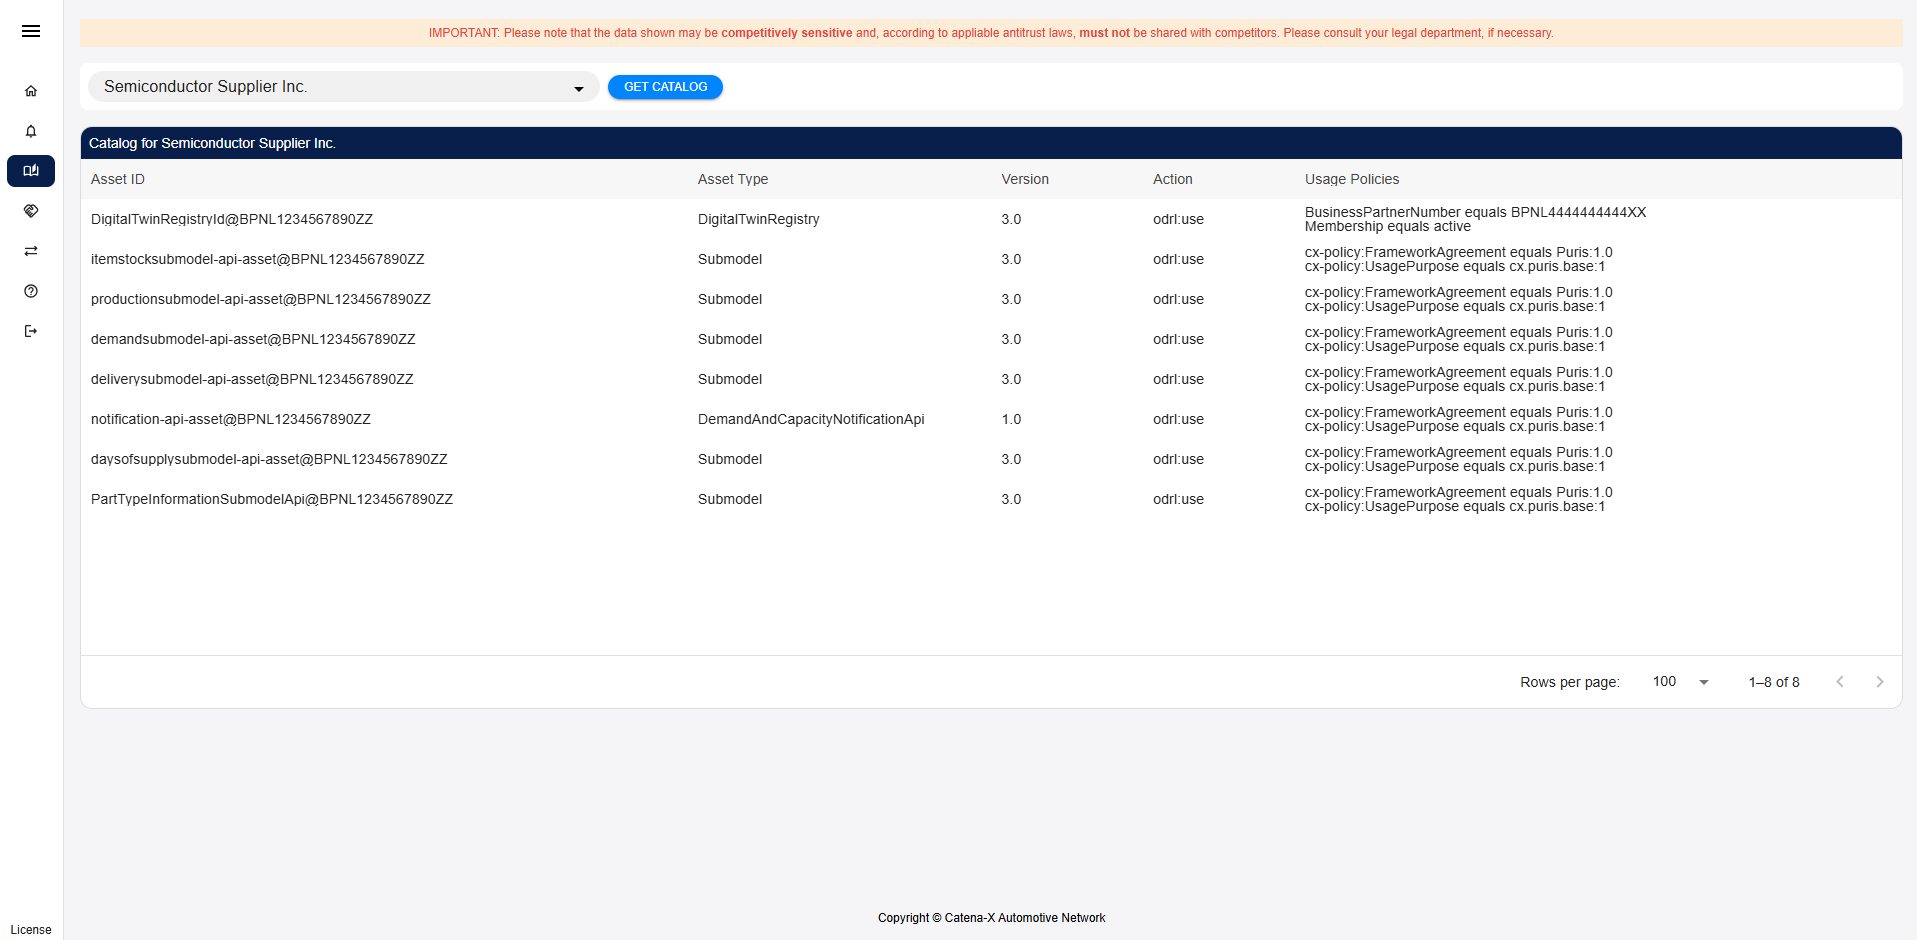 IMPORTANT: Please note that the data shown may be competitively sensitive and, according to appliable antitrust laws, must not be shared with competitors. Please consult your legal department, if necessary.
Semiconductor Supplier Inc. GET CATALOG
Catalog for Semiconductor Supplier Inc.
Asset ID Asset Type Version Action Usage Policies
DigitalTwinRegistryId@BPNL1234567890ZZ DigitalTwinRegistry 3.0 odrl:use BusinessPartnerNumber equals BPNL4444444444XX
Membership equals active
itemstocksubmodel-api-asset@BPNL1234567890ZZ Submodel 3.0 odrl:use cx-policy:FrameworkAgreement equals Puris:1.0
cx-policy:UsagePurpose equals cx.puris.base:1
productionsubmodel-api-asset@BPNL1234567890ZZ Submodel 3.0 odrl:use cx-policy:FrameworkAgreement equals Puris:1.0
cx-policy:UsagePurpose equals cx.puris.base:1
demandsubmodel-api-asset@BPNL1234567890ZZ Submodel 3.0 odrl:use cx-policy:FrameworkAgreement equals Puris:1.0
cx-policy:UsagePurpose equals cx.puris.base:1
deliverysubmodel-api-asset@BPNL1234567890ZZ Submodel 3.0 odrl:use cx-policy:FrameworkAgreement equals Puris:1.0
cx-policy:UsagePurpose equals cx.puris.base:1
notification-api-asset@BPNL1234567890ZZ DemandAndCapacityNotificationApi 1.0 odrl:use cx-policy:FrameworkAgreement equals Puris:1.0
cx-policy:UsagePurpose equals cx.puris.base:1
daysofsupplysubmodel-api-asset@BPNL1234567890ZZ Submodel 3.0 odrl:use cx-policy:FrameworkAgreement equals Puris:1.0
cx-policy:UsagePurpose equals cx.puris.base:1
PartTypeInformationSubmodelApi@BPNL1234567890ZZ Submodel 3.0 odrl:use cx-policy:FrameworkAgreement equals Puris:1.0
cx-policy:UsagePurpose equals cx.puris.base:1
Rows per page: 100 1–8 of 8
Copyright © Catena-X Automotive Network
License